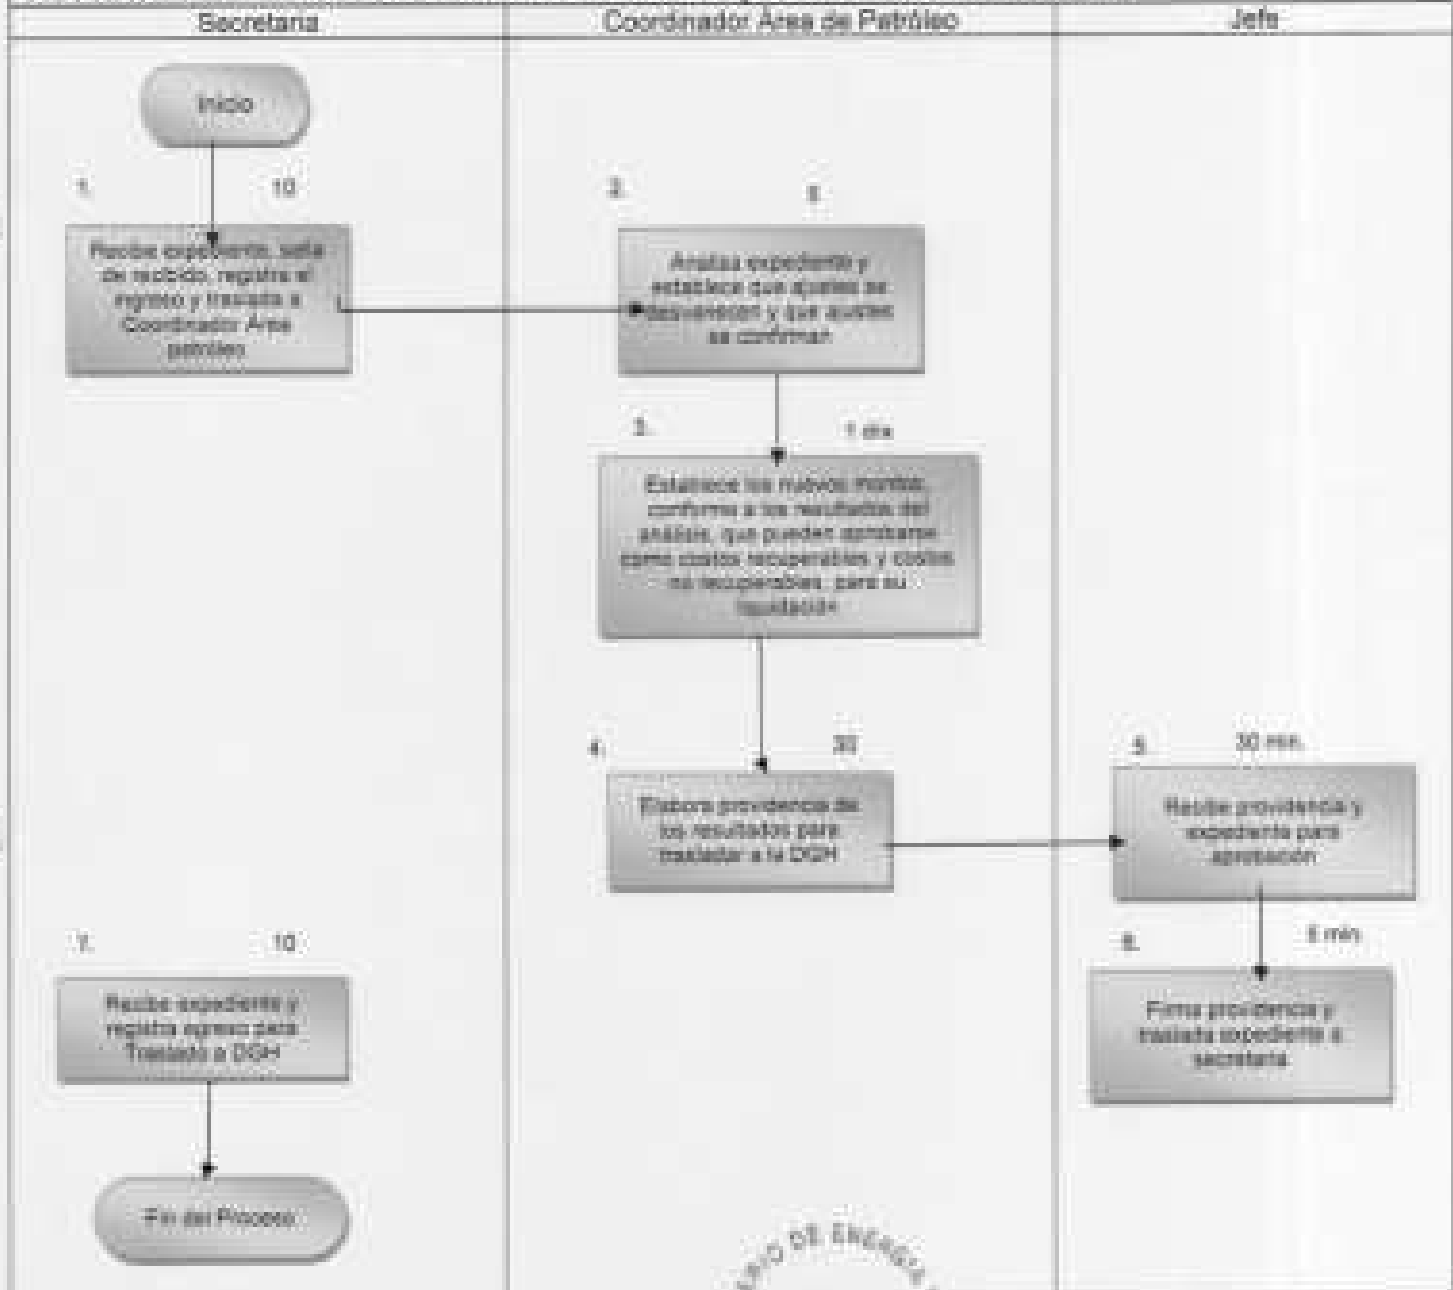 Secretaria
Coordinador Área de Petróleo
Jefe
Inicio
1.
10
Recibe expediente, sella
de recibido, registra el
ingreso y traslada a
Coordinador Área
petróleo
2.
Analiza expediente y
establece que ajustes se
desvanecen y que ajustes
se confirman
3.
1 día
Establece los nuevos montos,
conforme a los resultados del
análisis, que pueden aprobarse
como costos recuperables y costos
no recuperables, para su
liquidación
4.
30
Elabora providencia de
los resultados para
trasladar a la DGH
5.
30 min.
Recibe providencia y
expediente para
aprobación
6.
5 min
Firma providencia y
traslada expediente a
secretaria
7.
10
Recibe expediente y
registra egreso para
Traslado a DGH
Fin del Proceso
DE ENERGÍA